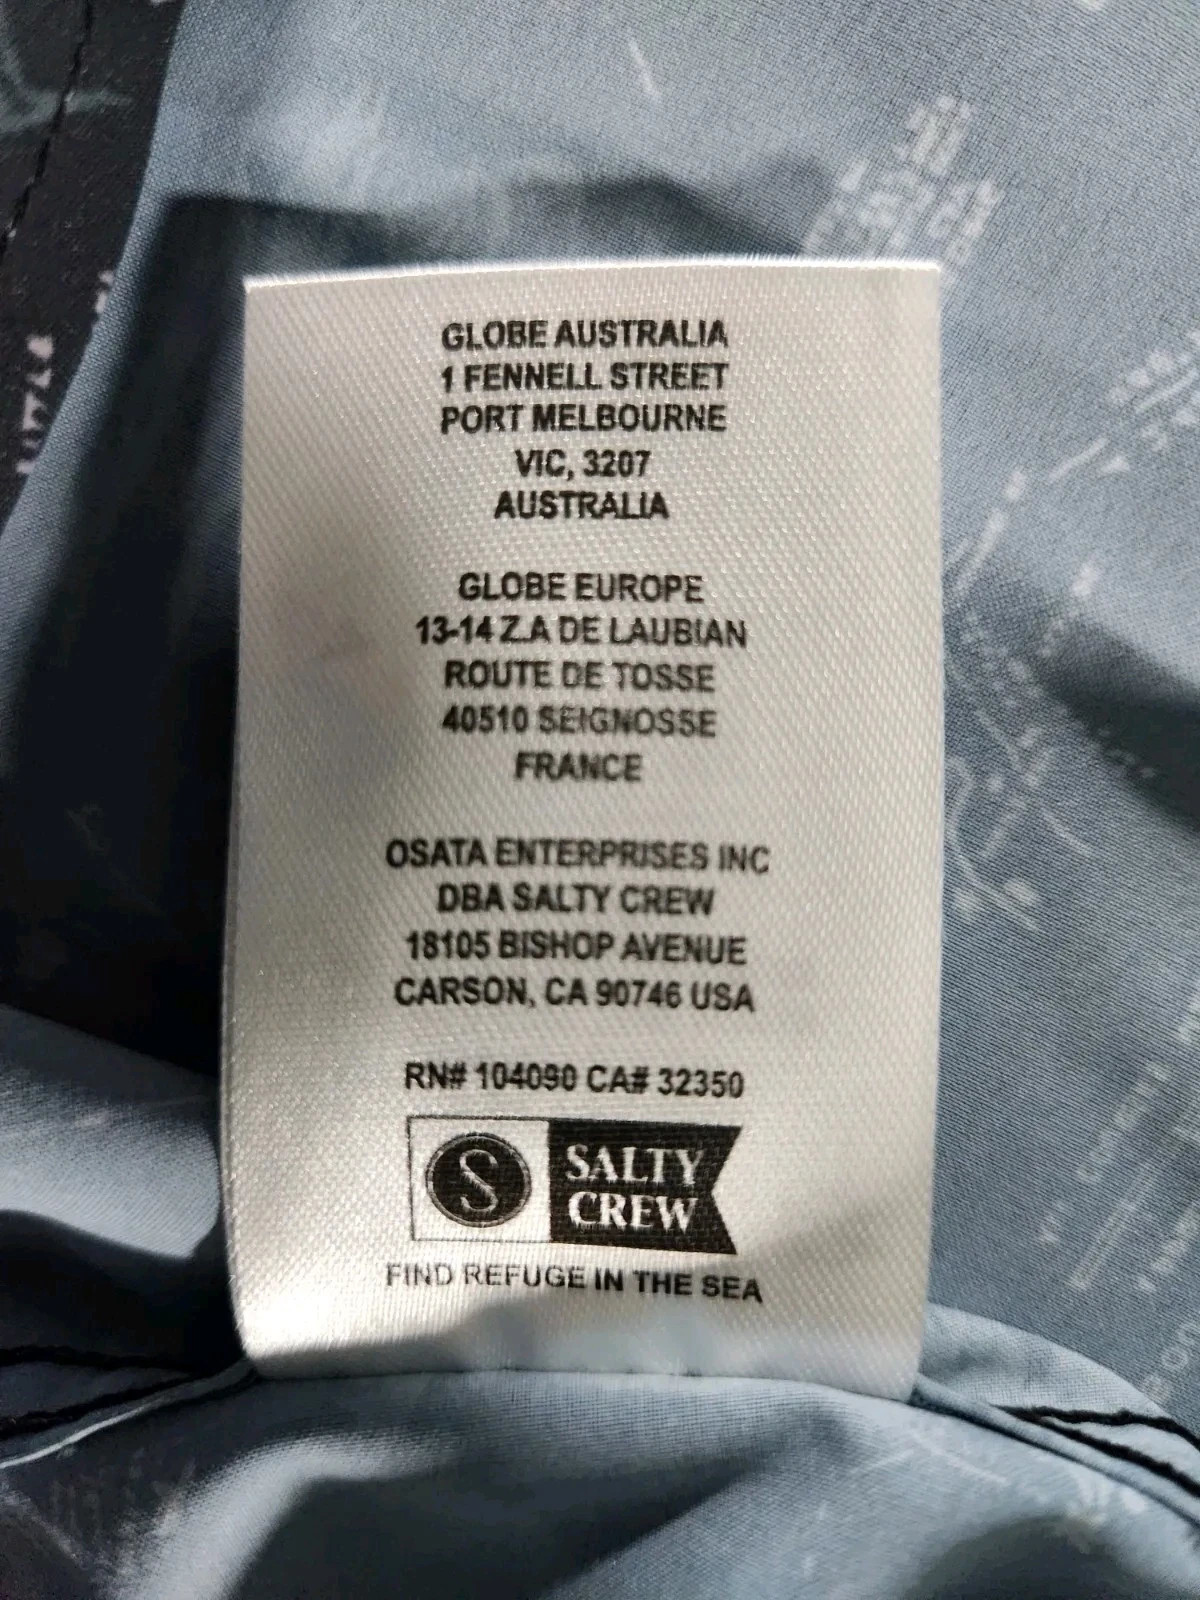 GLOBE AUSTRALIA
1 FENNELL STREET
PORT MELBOURNE
VIC, 3207
AUSTRALIA
GLOBE EUROPE
13-14 Z.A DE LAUBIAN
ROUTE DE TOSSE
40510 SEIGNOSSE
FRANCE
OSATA ENTERPRISES INC
DBA SALTY CREW
18105 BISHOP AVENUE
CARSON, CA 90746 USA
RN# 104090 CA# 32350
S
SALTY
CREW
FIND REFUGE IN THE SEA